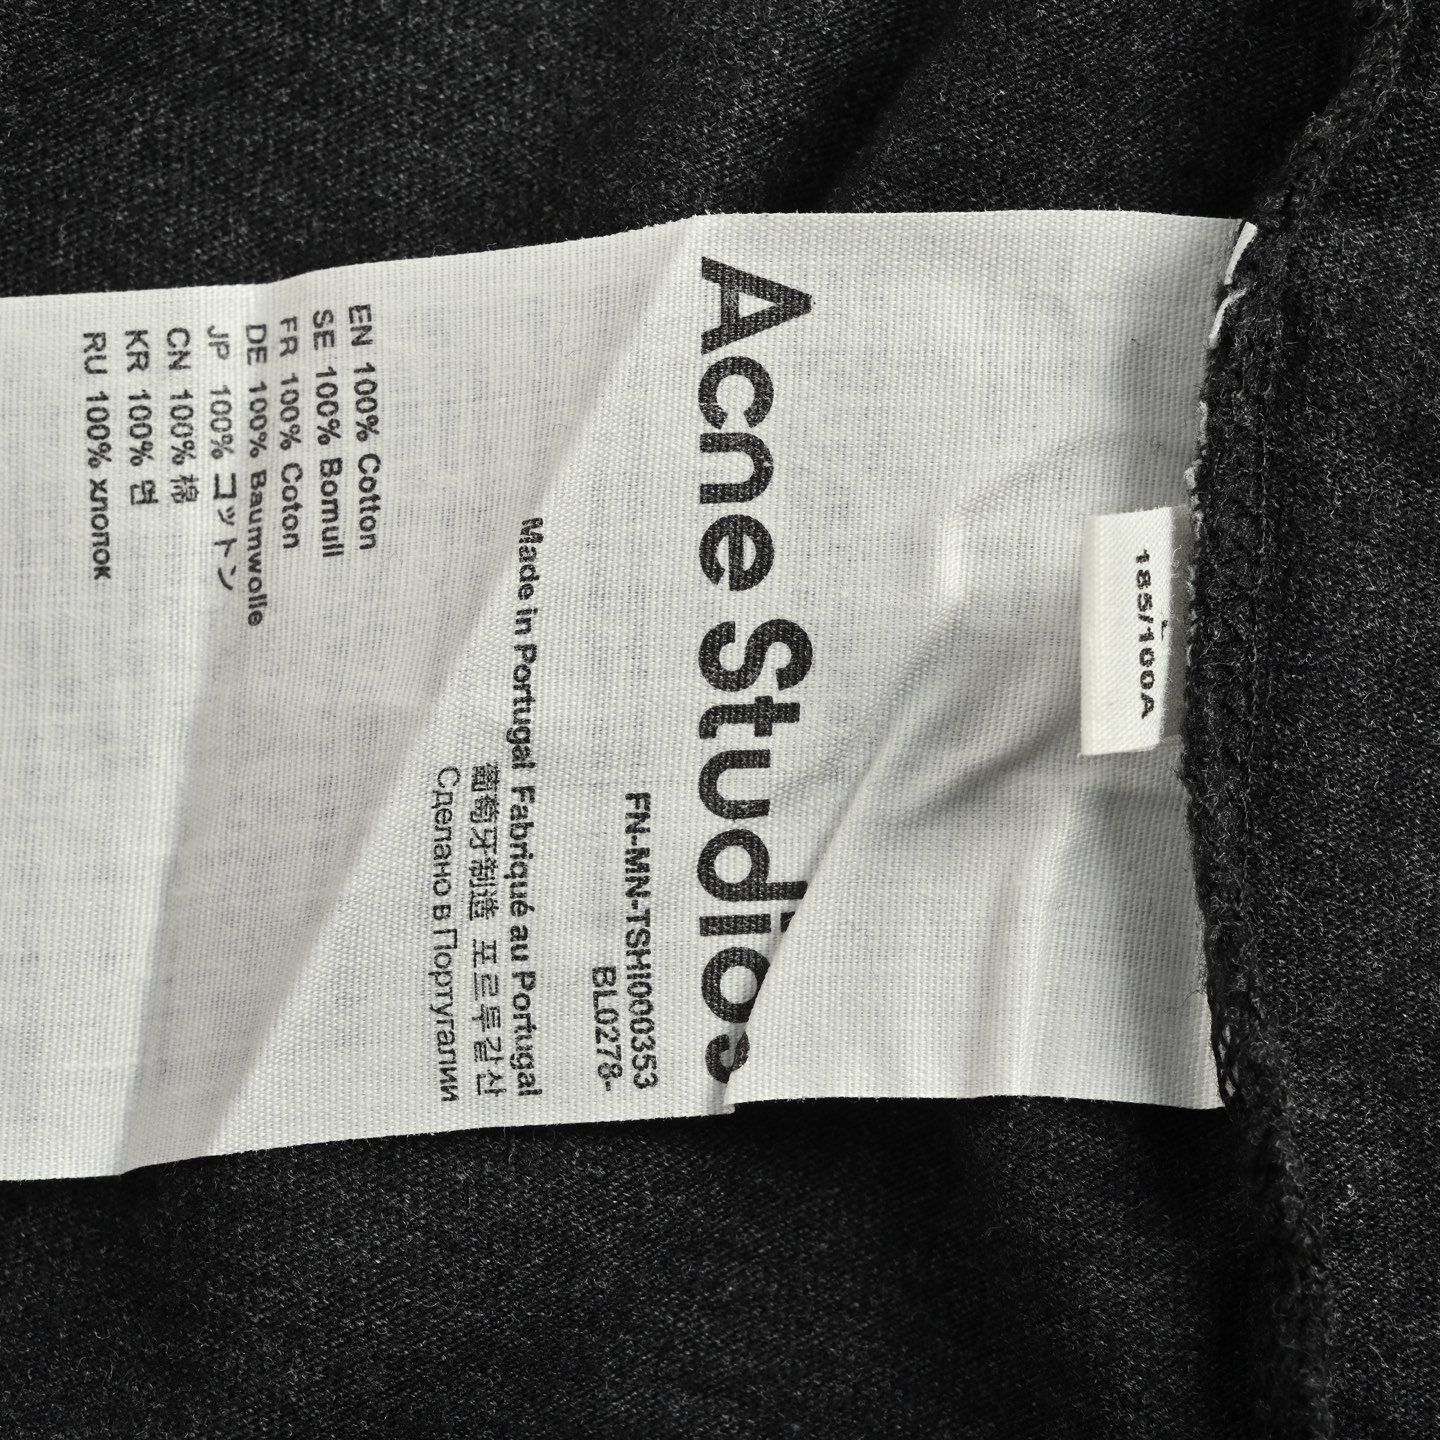 L
185/100A
Acne Studios
FN-MN-TSHI000353
BL0278-
Made in Portugal Fabriqué au Portugal
葡萄牙制造 포르투갈산
Сделано в Португалии
EN 100% Cotton
SE 100% Bomull
FR 100% Coton
DE 100% Baumwolle
JP 100% コットン
CN 100% 棉
KR 100% 면
RU 100% хлопок